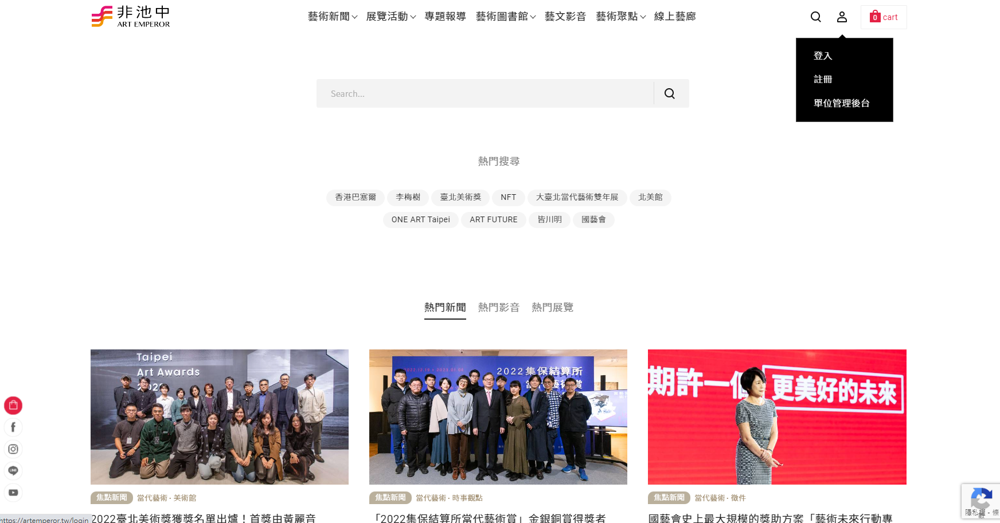 非池中
ART EMPEROR
藝術新聞 展覽活動 專題報導 藝術圖書館 藝文影音 藝術聚點 線上藝廊
0 cart
登入
註冊
單位管理後台
Search...
熱門搜尋
香港巴塞爾 李梅樹 臺北美術獎 NFT 大臺北當代藝術雙年展 北美館
ONE ART Taipei ART FUTURE 皆川明 國藝會
熱門新聞 熱門影音 熱門展覽
Taipei
Art Awards
2022.12.19
2023.01.04
2022集保結算所
當代藝術賞
期許一個
更美好的未來
焦點新聞 當代藝術 · 美術館
焦點新聞 當代藝術 · 時事觀點
焦點新聞 當代藝術 · 徵件
2022臺北美術獎獲獎名單出爐！首獎由黃麗音
「2022集保結算所當代藝術賞」金銀銅賞得獎者
國藝會史上最大規模的獎助方案「藝術未來行動專
LINE
隱私權 - 條款
https://artemperor.tw/login